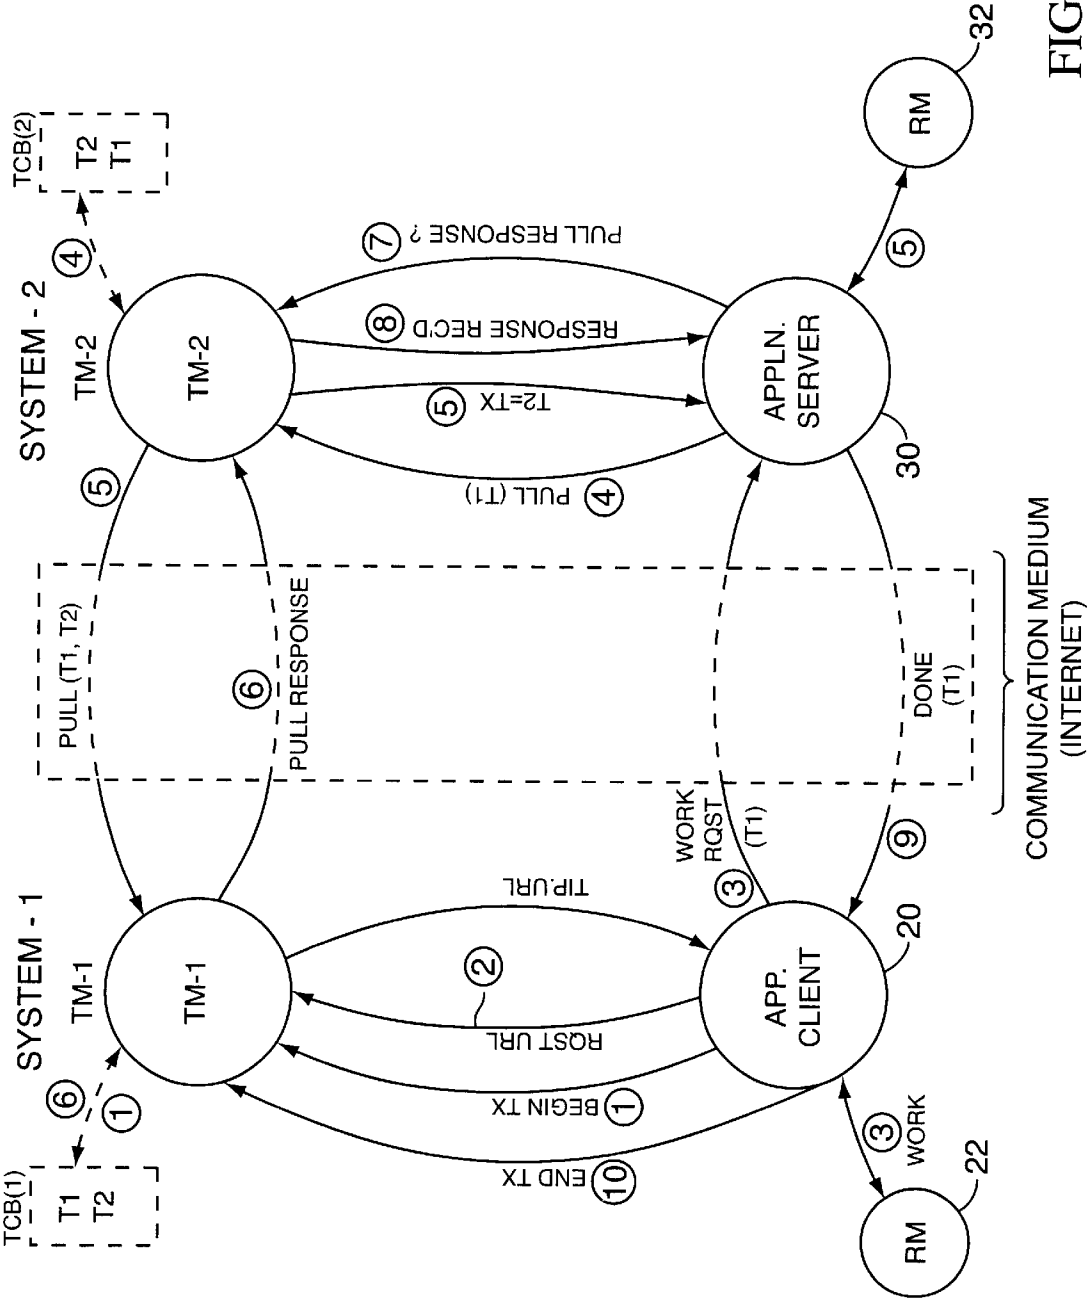 SYSTEM - 1
SYSTEM - 2
TCB(1)
T1
T2
6
1
TM-1
TM-1
PULL (T1, T2)
5
TM-2
TM-2
4
TCB(2)
T2
T1
6
PULL RESPONSE
10
END TX
1
BEGIN TX
RQST URL
2
TIP.URL
PULL (T1)
4
5
T2=TX
8
RESPONSE REC'D
7
PULL RESPONSE ?
3
WORK
RQST
(T1)
APP.
CLIENT
20
APPLN.
SERVER
30
DONE
(T1)
9
3
WORK
RM
22
5
RM
32
COMMUNICATION MEDIUM
(INTERNET)
FIG